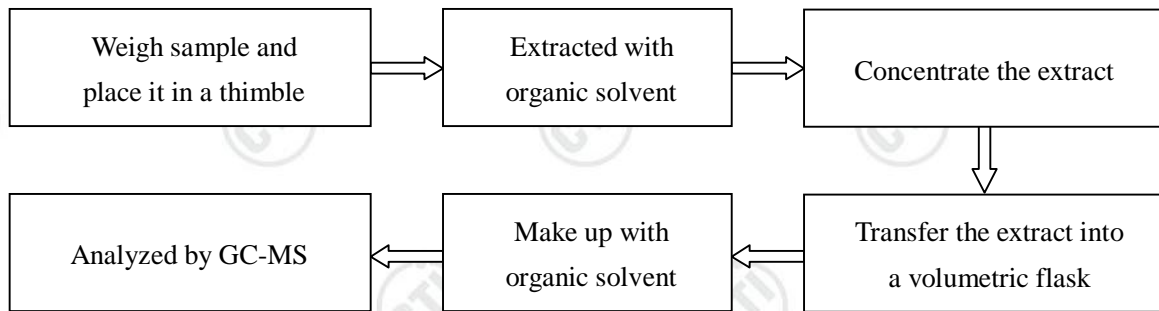 Weigh sample and
place it in a thimble
Extracted with
organic solvent
Concentrate the extract
Transfer the extract into
a volumetric flask
Make up with
organic solvent
Analyzed by GC-MS